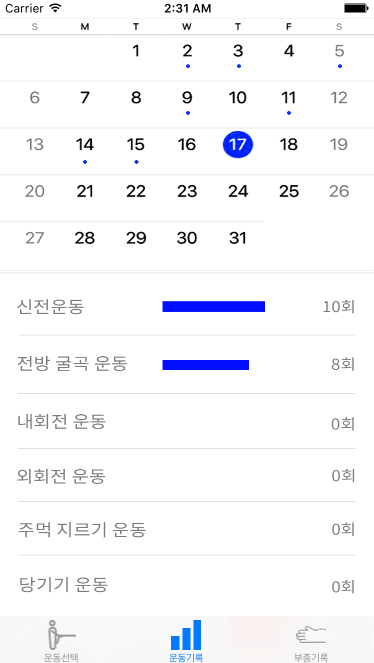 Carrier 2:31 AM
S M T W T F S
1 2 3 4 5
6 7 8 9 10 11 12
13 14 15 16 17 18 19
20 21 22 23 24 25 26
27 28 29 30 31
신전운동 10회
전방 굴곡 운동 8회
내회전 운동 0회
외회전 운동 0회
주먹 지르기 운동 0회
당기기 운동 0회
운동선택 운동기록 부종기록